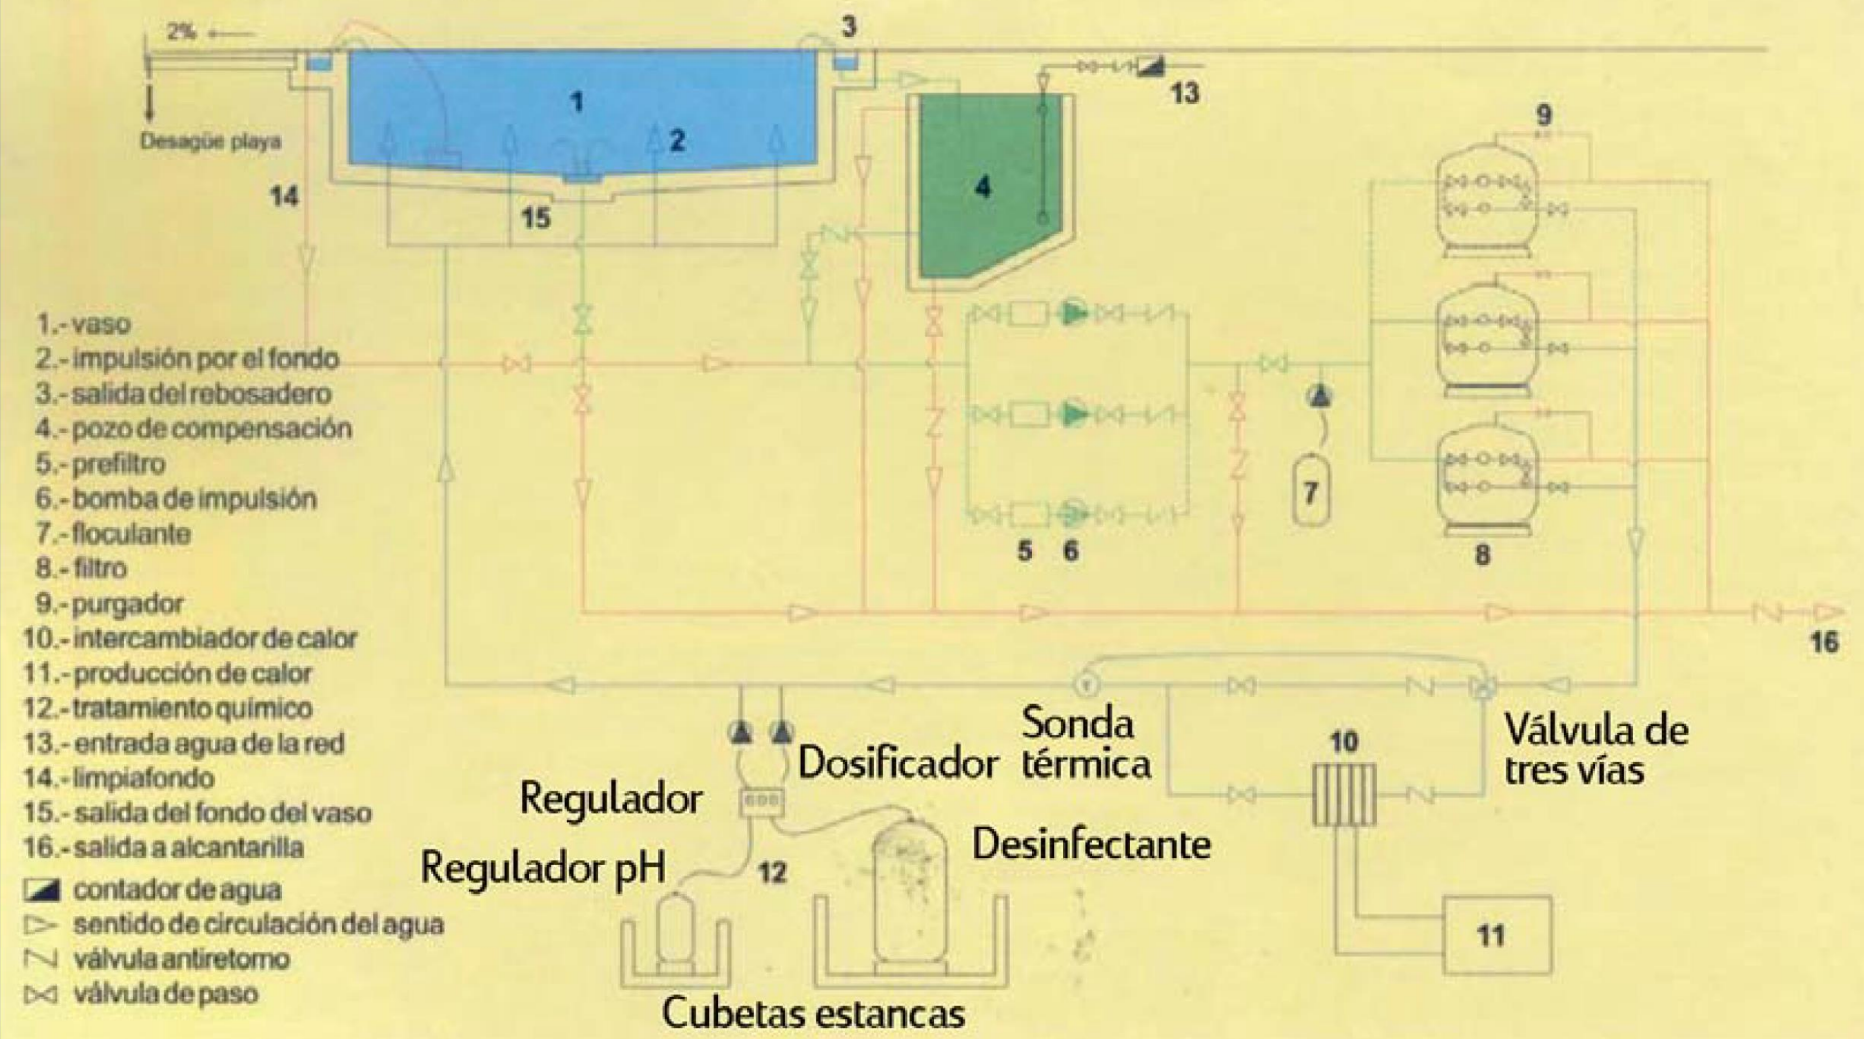 2%
3
13
9
1
2
Desagüe playa
14
15
4
1.-vaso
2.-impulsión por el fondo
3.-salida del rebosadero
4.-pozo de compensación
5.-prefiltro
6.-bomba de impulsión
7.-floculante
8.-filtro
9.-purgador
10.-intercambiador de calor
11.-producción de calor
12.-tratamiento químico
13.-entrada agua de la red
14.-limpiafondo
15.-salida del fondo del vaso
16.-salida a alcantarilla
contador de agua
sentido de circulación del agua
válvula antiretorno
válvula de paso
7
5 6
8
16
Sonda
térmica
Válvula de
tres vías
10
Dosificador
Regulador
Desinfectante
Regulador pH
12
11
Cubetas estancas